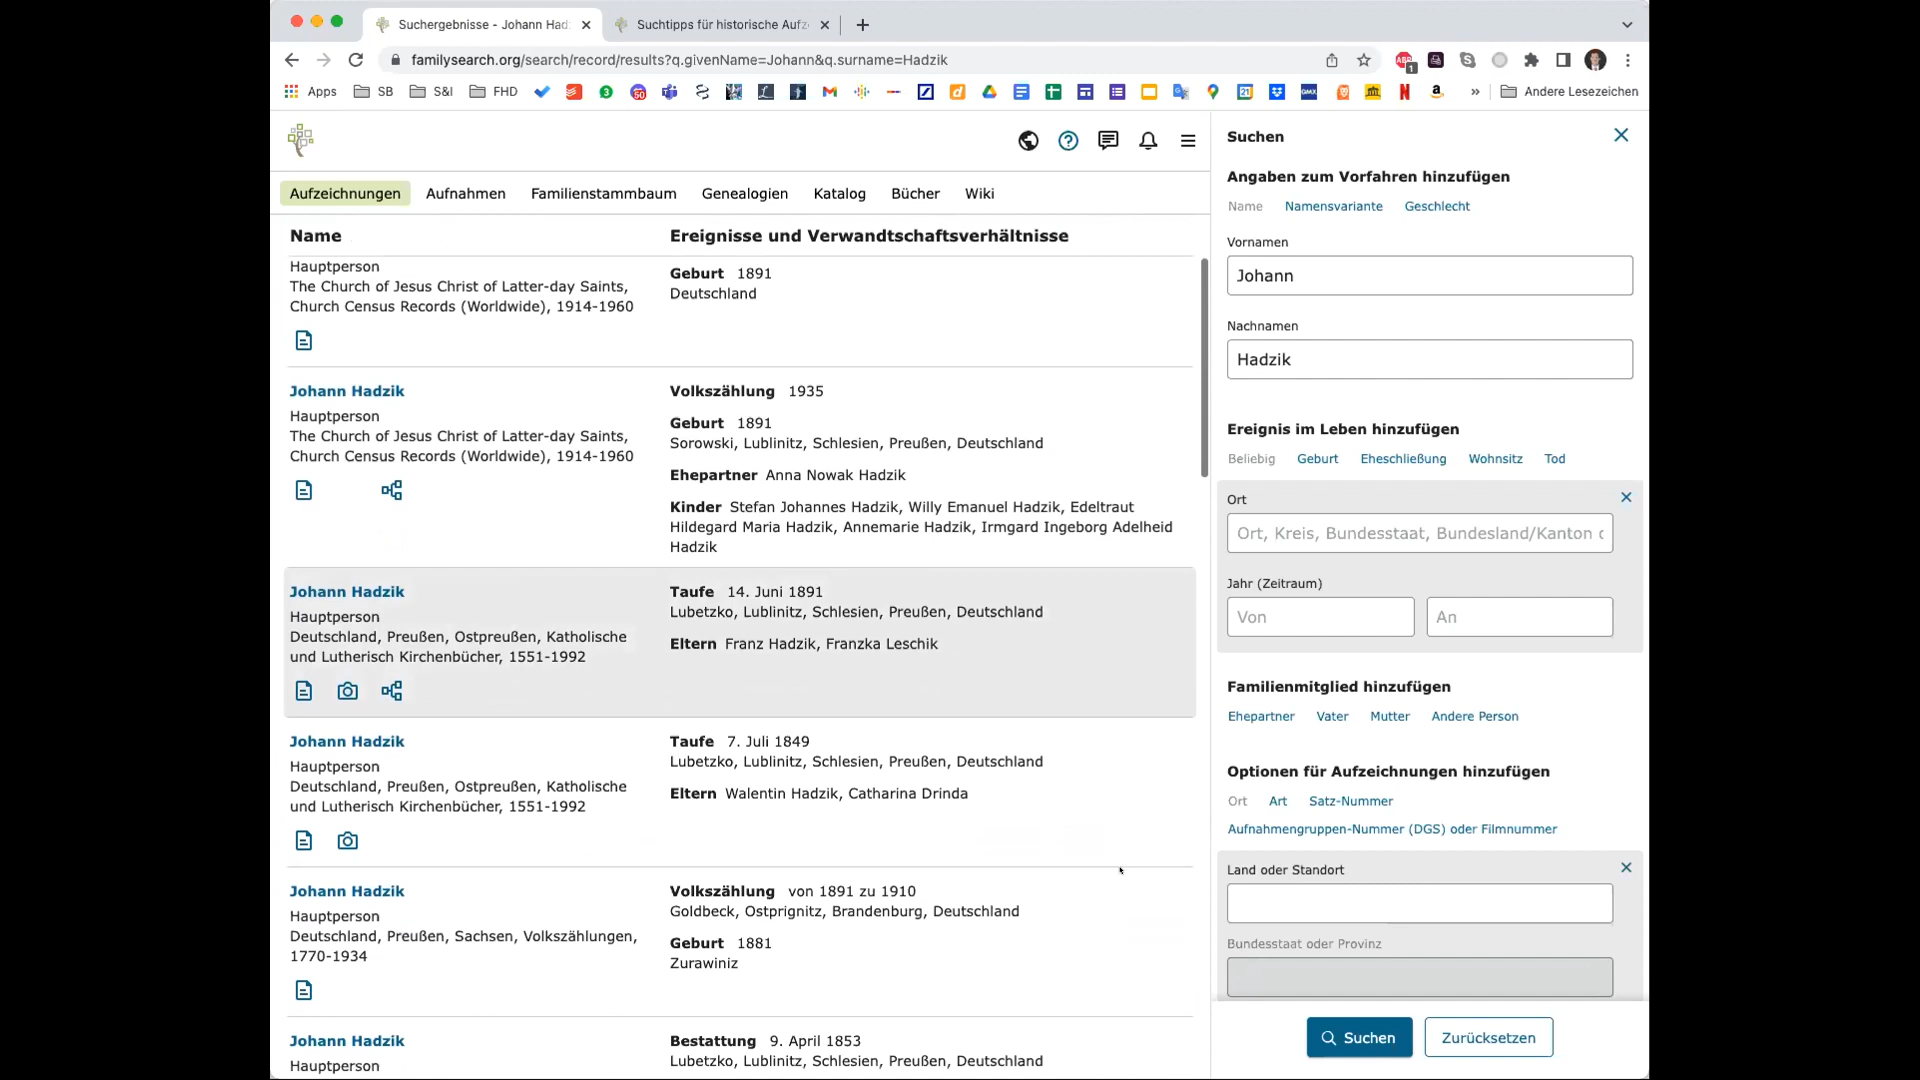 Suchergebnisse - Johann Had
Suchtipps für historische Aufz
familysearch.org/search/record/results?q.givenName=Johann&q.surname=Hadzik
Apps SB S&I FHD Andere Lesezeichen
Aufzeichnungen Aufnahmen Familienstammbaum Genealogien Katalog Bücher Wiki
Name Ereignisse und Verwandtschaftsverhältnisse
Hauptperson
The Church of Jesus Christ of Latter-day Saints,
Church Census Records (Worldwide), 1914-1960
Geburt 1891
Deutschland
Johann Hadzik
Hauptperson
The Church of Jesus Christ of Latter-day Saints,
Church Census Records (Worldwide), 1914-1960
Volkszählung 1935
Geburt 1891
Sorowski, Lublinitz, Schlesien, Preußen, Deutschland
Ehepartner Anna Nowak Hadzik
Kinder Stefan Johannes Hadzik, Willy Emanuel Hadzik, Edeltraut
Hildegard Maria Hadzik, Annemarie Hadzik, Irmgard Ingeborg Adelheid
Hadzik
Johann Hadzik
Hauptperson
Deutschland, Preußen, Ostpreußen, Katholische
und Lutherisch Kirchenbücher, 1551-1992
Taufe 14. Juni 1891
Lubetzko, Lublinitz, Schlesien, Preußen, Deutschland
Eltern Franz Hadzik, Franzka Leschik
Johann Hadzik
Hauptperson
Deutschland, Preußen, Ostpreußen, Katholische
und Lutherisch Kirchenbücher, 1551-1992
Taufe 7. Juli 1849
Lubetzko, Lublinitz, Schlesien, Preußen, Deutschland
Eltern Walentin Hadzik, Catharina Drinda
Johann Hadzik
Hauptperson
Deutschland, Preußen, Sachsen, Volkszählungen,
1770-1934
Volkszählung von 1891 zu 1910
Goldbeck, Ostprignitz, Brandenburg, Deutschland
Geburt 1881
Zurawiniz
Johann Hadzik
Hauptperson
Bestattung 9. April 1853
Lubetzko, Lublinitz, Schlesien, Preußen, Deutschland
Suchen
Angaben zum Vorfahren hinzufügen
Name Namensvariante Geschlecht
Vornamen
Johann
Nachnamen
Hadzik
Ereignis im Leben hinzufügen
Beliebig Geburt Eheschließung Wohnsitz Tod
Ort
Ort, Kreis, Bundesstaat, Bundesland/Kanton o
Jahr (Zeitraum)
Von An
Familienmitglied hinzufügen
Ehepartner Vater Mutter Andere Person
Optionen für Aufzeichnungen hinzufügen
Ort Art Satz-Nummer
Aufnahmengruppen-Nummer (DGS) oder Filmnummer
Land oder Standort
Bundesstaat oder Provinz
Suchen Zurücksetzen